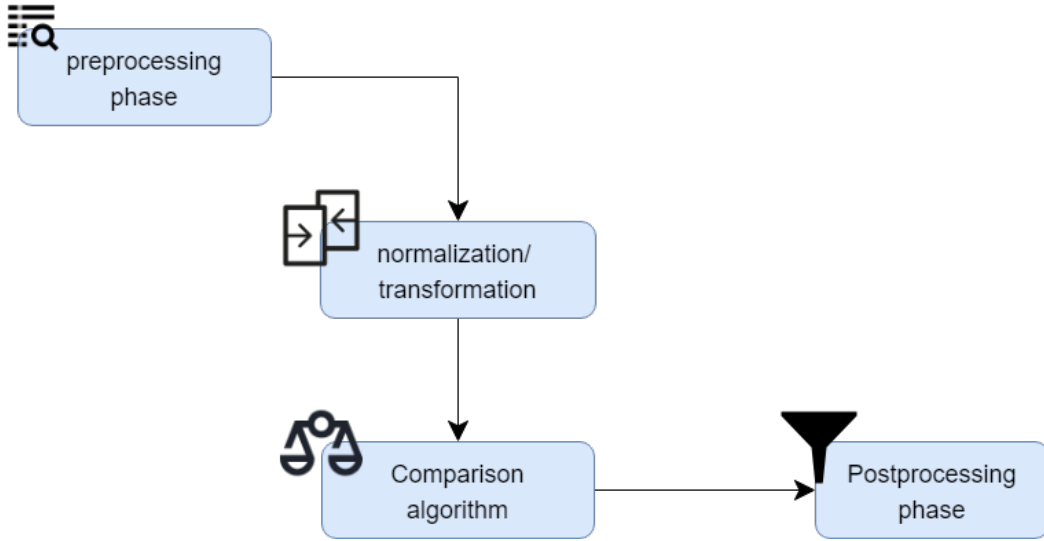 preprocessing
phase
normalization/
transformation
Comparison
algorithm
Postprocessing
phase